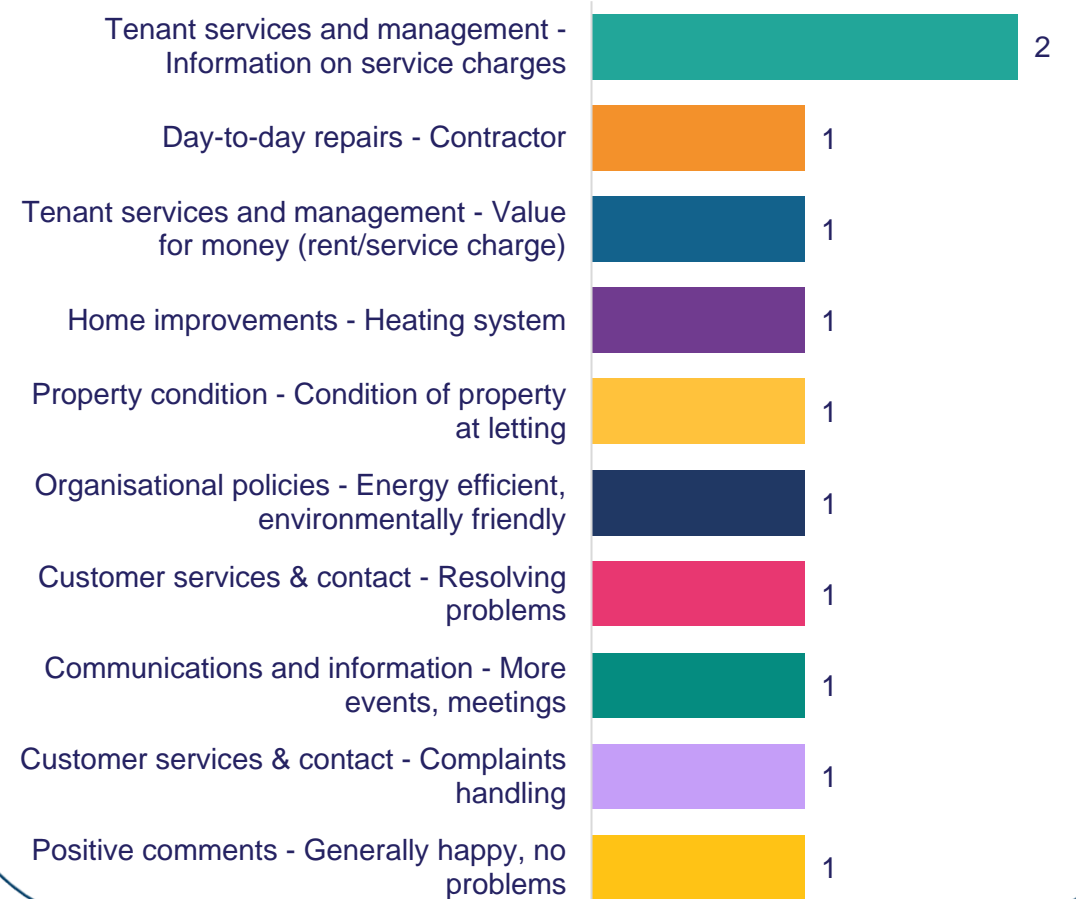 Tenant services and management -
Information on service charges
2
Day-to-day repairs - Contractor
1
Tenant services and management - Value
for money (rent/service charge)
1
Home improvements - Heating system
1
Property condition - Condition of property
at letting
1
Organisational policies - Energy efficient,
environmentally friendly
1
Customer services & contact - Resolving
problems
1
Communications and information - More
events, meetings
1
Customer services & contact - Complaints
handling
1
Positive comments - Generally happy, no
problems
1